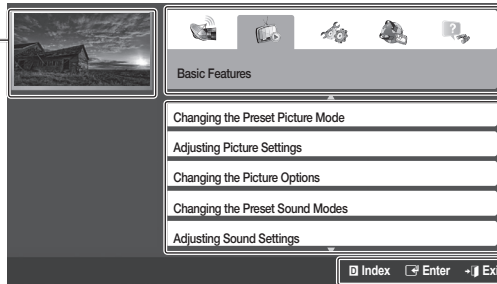 Basic Features
Changing the Preset Picture Mode
Adjusting Picture Settings
Changing the Picture Options
Changing the Preset Sound Modes
Adjusting Sound Settings
D Index Enter Exi